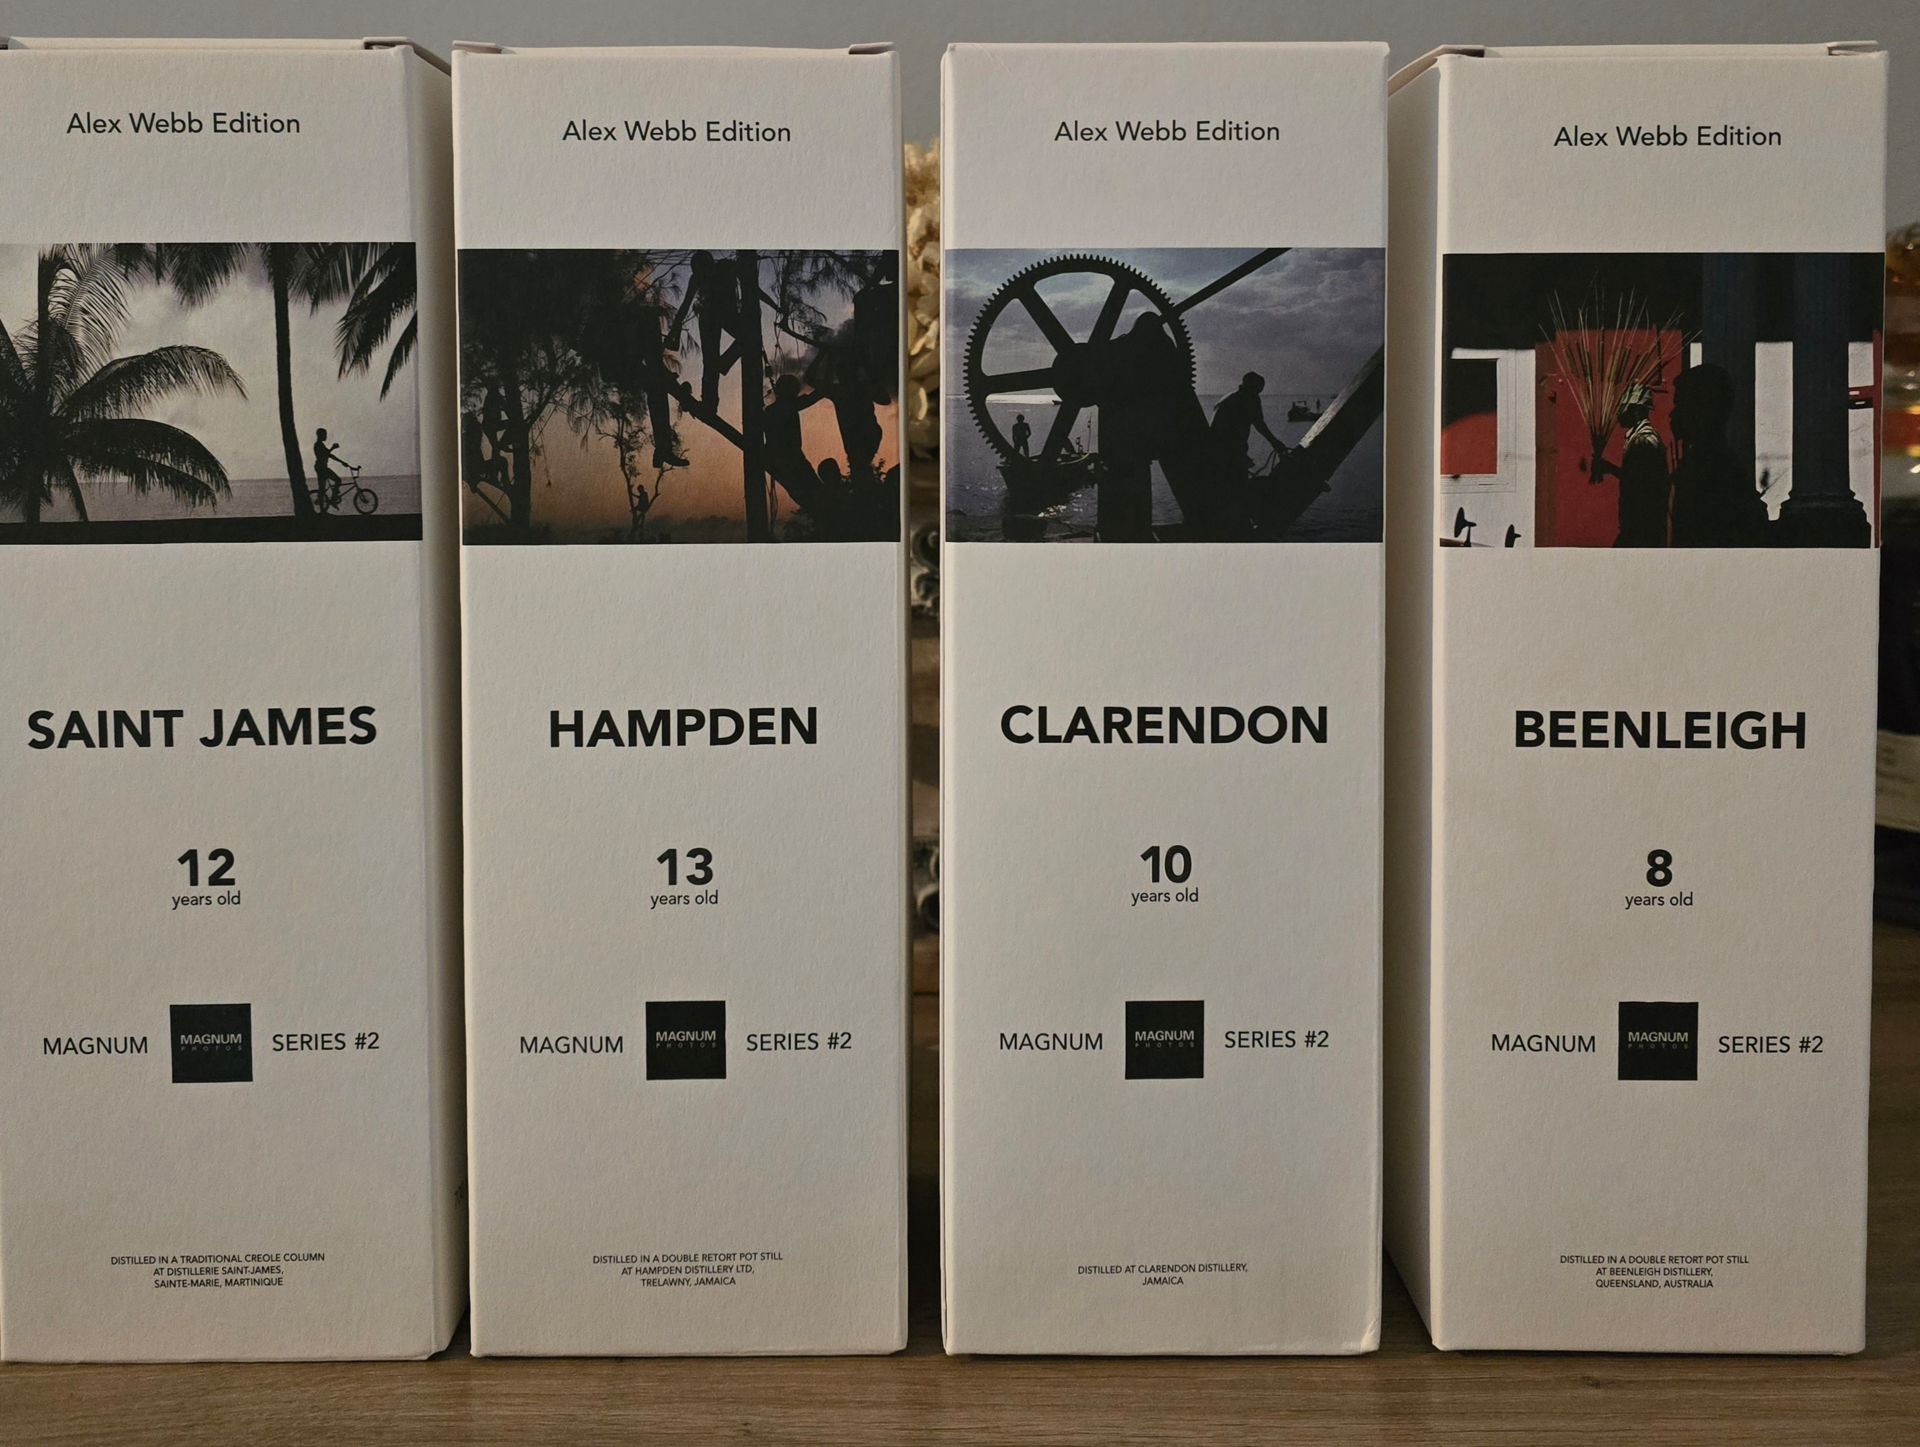 Alex Webb Edition
SAINT JAMES
12
years old
MAGNUM
MAGNUM
PHOTOS
SERIES #2
DISTILLED IN A TRADITIONAL CREOLE COLUMN
AT DISTILLERIE SAINT-JAMES,
SAINTE-MARIE, MARTINIQUE
Alex Webb Edition
HAMPDEN
13
years old
MAGNUM
MAGNUM
PHOTOS
SERIES #2
DISTILLED IN A DOUBLE RETORT POT STILL
AT HAMPDEN DISTILLERY LTD,
TRELAWNY, JAMAICA
Alex Webb Edition
CLARENDON
10
years old
MAGNUM
MAGNUM
PHOTOS
SERIES #2
DISTILLED AT CLARENDON DISTILLERY,
JAMAICA
Alex Webb Edition
BEENLEIGH
8
years old
MAGNUM
MAGNUM
PHOTOS
SERIES #2
DISTILLED IN A DOUBLE RETORT POT STILL
AT BEENLEIGH DISTILLERY,
QUEENSLAND, AUSTRALIA